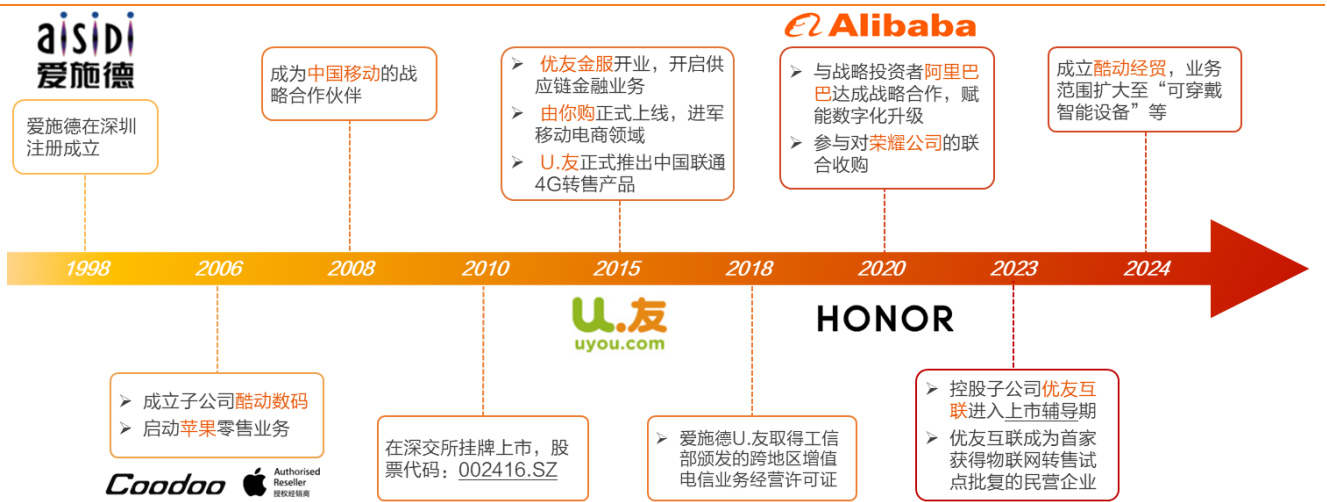 aisidi
爱施德
爱施德在深圳
注册成立
成为中国移动的战
略合作伙伴
➢ 优友金服开业，开启供
应链金融业务
➢ 由你购正式上线，进军
移动电商领域
➢ U.友正式推出中国联通
4G转售产品
Alibaba
➢ 与战略投资者阿里巴
巴达成战略合作，赋
能数字化升级
➢ 参与对荣耀公司的联
合收购
成立酷动经贸，业务
范围扩大至“可穿戴
智能设备”等
1998 2006 2008 2010 2015 2018 2020 2023 2024
U.友
uyou.com
HONOR
➢ 成立子公司酷动数码
➢ 启动苹果零售业务
Coodoo
Authorised
Reseller
授权经销商
在深交所挂牌上市，股
票代码：002416.SZ
➢ 爱施德U.友取得工信
部颁发的跨地区增值
电信业务经营许可证
➢ 控股子公司优友互
联进入上市辅导期
➢ 优友互联成为首家
获得物联网转售试
点批复的民营企业